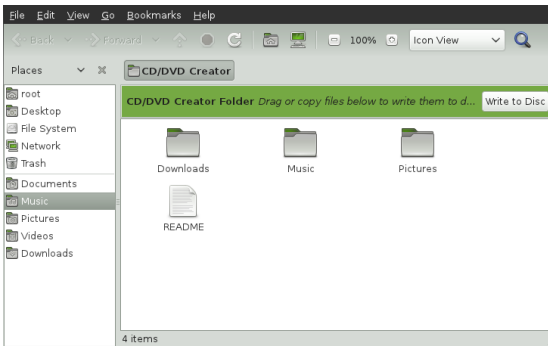 File Edit View Go Bookmarks Help
Back Forward 100% Icon View
Places CD/DVD Creator
root
Desktop
File System
Network
Trash
Documents
Music
Pictures
Videos
Downloads
CD/DVD Creator Folder Drag or copy files below to write them to d... Write to Disc
Downloads Music Pictures
README
4 items